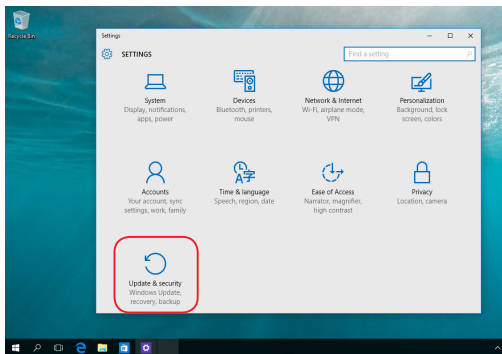 Recycle Bin
Settings
SETTINGS
Find a setting
System
Display, notifications,
apps, power
Devices
Bluetooth, printers,
mouse
Network & Internet
Wi-Fi, airplane mode,
VPN
Personalization
Background, lock
screen, colors
Accounts
Your account, sync
settings, work, family
Time & language
Speech, region, date
Ease of Access
Narrator, magnifier,
high contrast
Privacy
Location, camera
Update & security
Windows Update,
recovery, backup